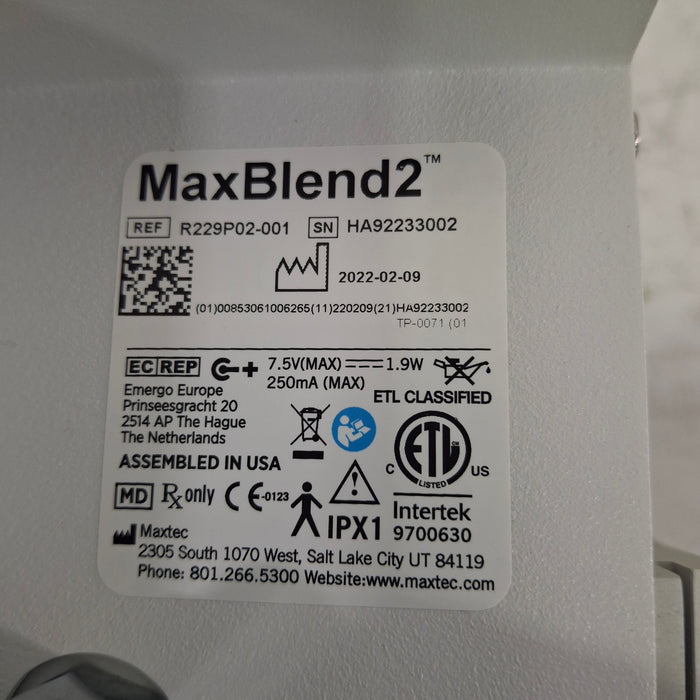 MaxBlend2™
REF R229P02-001 SN HA92233002
2022-02-09
(01)00853061006265(11)220209(21)HA92233002
TP-0071 (01
EC REP 7.5V(MAX) 1.9W
250mA (MAX)
ETL CLASSIFIED
Emergo Europe
Prinseesgracht 20
2514 AP The Hague
The Netherlands
ASSEMBLED IN USA
ETL CM
C US
LISTED
MD Rx only CE-0123
IPX1
Intertek
9700630
Maxtec
2305 South 1070 West, Salt Lake City UT 84119
Phone: 801.266.5300 Website:www.maxtec.com